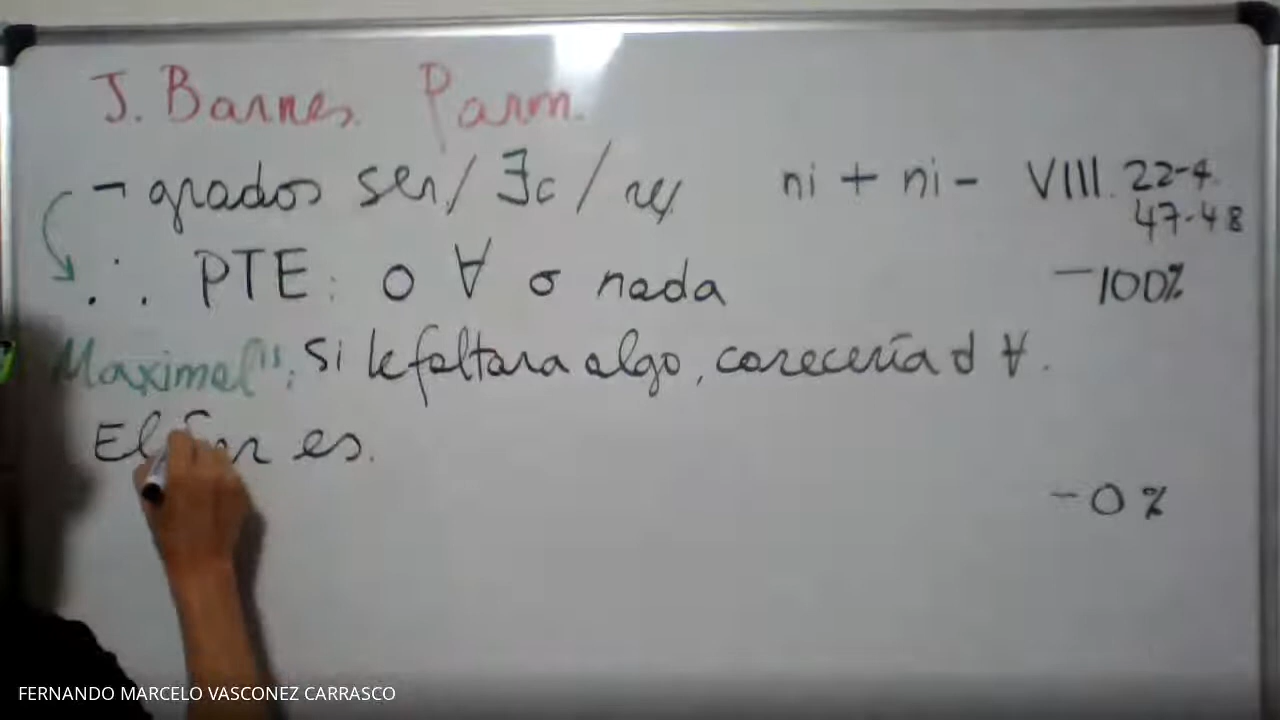 J. Barnes. Parm.
¬ grados ser/ ∃c / re/ ni + ni - VIII. 22-4.
47-48
∴ PTE: o ∀ o nada -100%
Maximal": si le faltara algo, carecería d ∀.
El Ser es.
-0%
FERNANDO MARCELO VASCONEZ CARRASCO